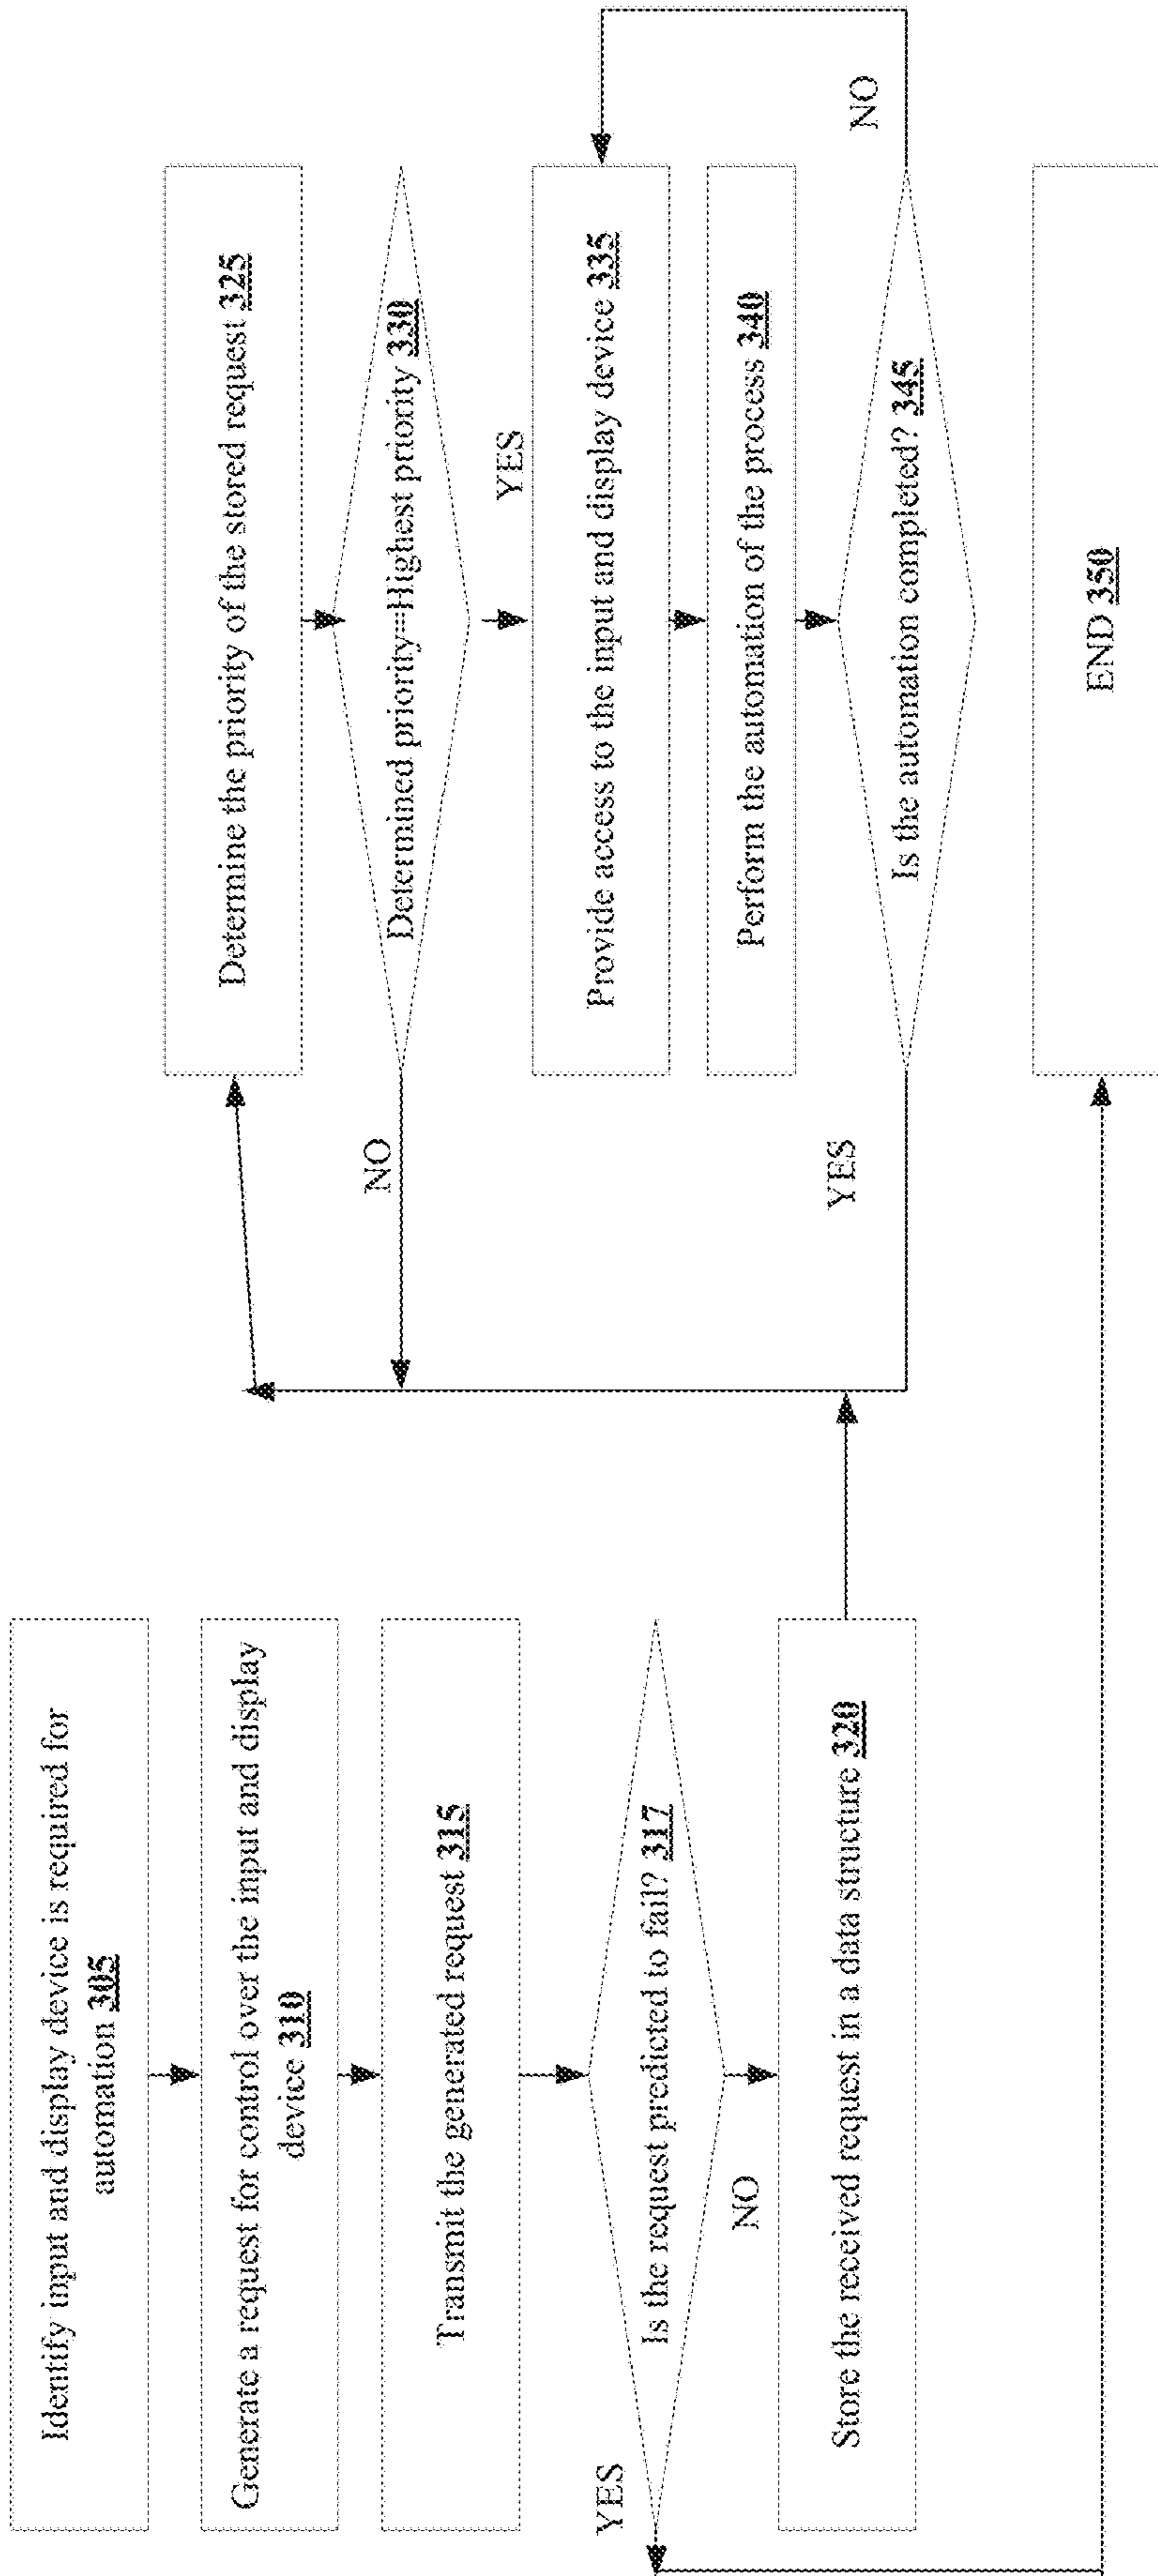 Identify input and display device is required for
automation 305
Generate a request for control over the input and display
device 310
Transmit the generated request 315
Is the request predicted to fail? 317
YES
NO
Store the received request in a data structure 320
Determine the priority of the stored request 325
Determined priority=Highest priority 330
NO
YES
Provide access to the input and display device 335
Perform the automation of the process 340
Is the automation completed? 345
YES
NO
END 350